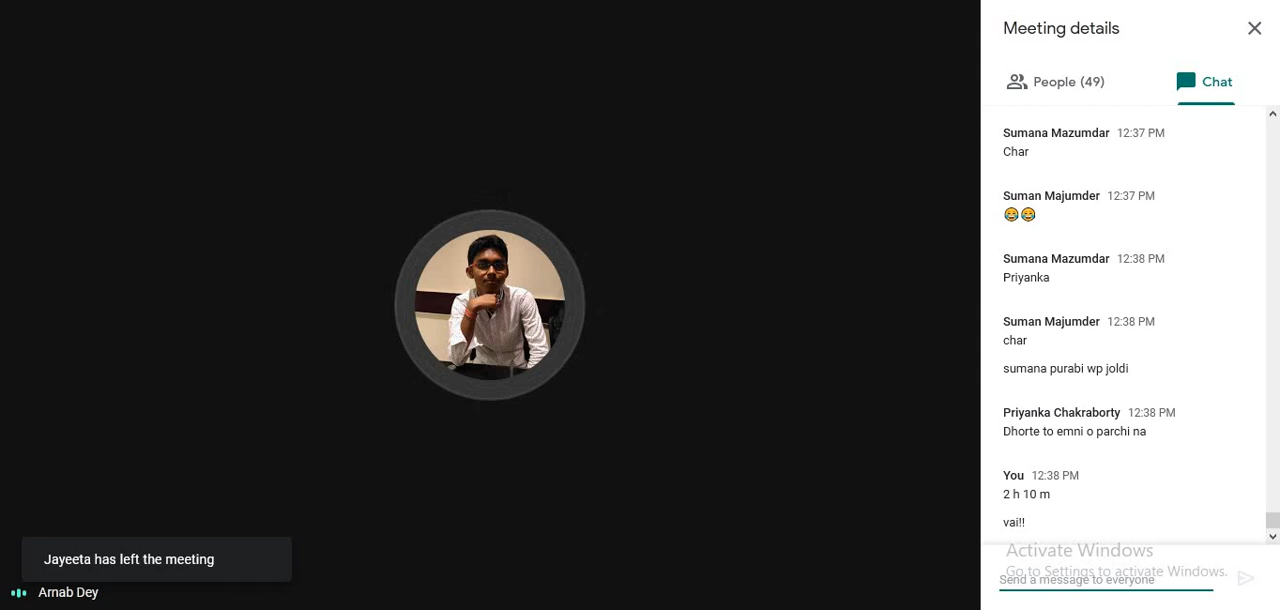 Meeting details
People (49)
Chat
Sumana Mazumdar 12:37 PM
Char
Suman Majumder 12:37 PM
😂😂
Sumana Mazumdar 12:38 PM
Priyanka
Suman Majumder 12:38 PM
char
sumana purabi wp joldi
Priyanka Chakraborty 12:38 PM
Dhorte to emni o parchi na
You 12:38 PM
2 h 10 m
vai!!
Activate Windows
Go to Settings to activate Windows.
Send a message to everyone
Jayeeta has left the meeting
Arnab Dey